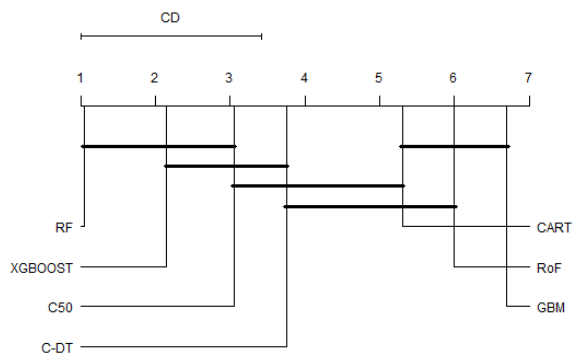 CD
1 2 3 4 5 6 7
RF CART
XGBOOST RoF
C50 GBM
C-DT